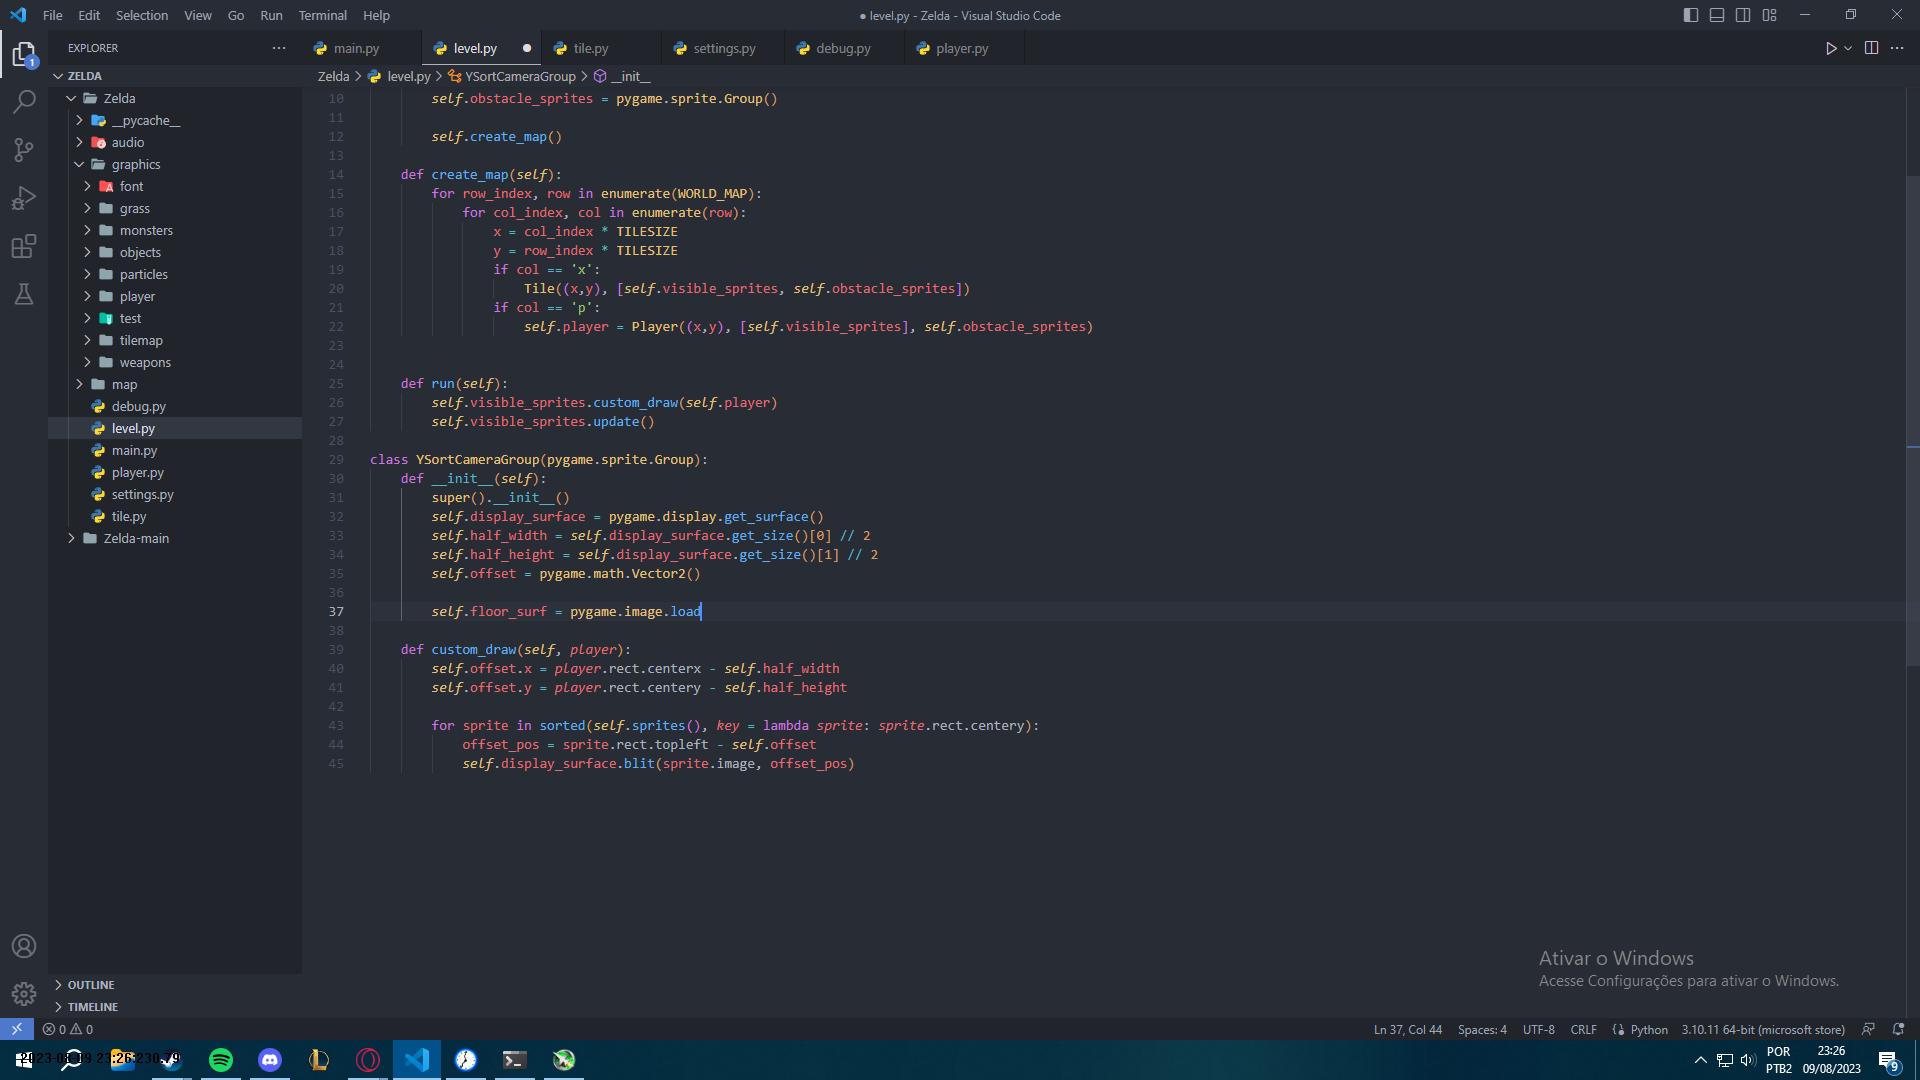 File Edit Selection View Go Run Terminal Help
● level.py - Zelda - Visual Studio Code
EXPLORER
main.py level.py tile.py settings.py debug.py player.py
ZELDA
Zelda > level.py > YSortCameraGroup > __init__
Zelda
__pycache__
audio
graphics
font
grass
monsters
objects
particles
player
test
tilemap
weapons
map
debug.py
level.py
main.py
player.py
settings.py
tile.py
Zelda-main
OUTLINE
TIMELINE
10 self.obstacle_sprites = pygame.sprite.Group()
11
12 self.create_map()
13
14 def create_map(self):
15 for row_index, row in enumerate(WORLD_MAP):
16 for col_index, col in enumerate(row):
17 x = col_index * TILESIZE
18 y = row_index * TILESIZE
19 if col == 'x':
20 Tile((x,y), [self.visible_sprites, self.obstacle_sprites])
21 if col == 'p':
22 self.player = Player((x,y), [self.visible_sprites], self.obstacle_sprites)
23
24
25 def run(self):
26 self.visible_sprites.custom_draw(self.player)
27 self.visible_sprites.update()
28
29 class YSortCameraGroup(pygame.sprite.Group):
30 def __init__(self):
31 super().__init__()
32 self.display_surface = pygame.display.get_surface()
33 self.half_width = self.display_surface.get_size()[0] // 2
34 self.half_height = self.display_surface.get_size()[1] // 2
35 self.offset = pygame.math.Vector2()
36
37 self.floor_surf = pygame.image.load
38
39 def custom_draw(self, player):
40 self.offset.x = player.rect.centerx - self.half_width
41 self.offset.y = player.rect.centery - self.half_height
42
43 for sprite in sorted(self.sprites(), key = lambda sprite: sprite.rect.centery):
44 offset_pos = sprite.rect.topleft - self.offset
45 self.display_surface.blit(sprite.image, offset_pos)
Ativar o Windows
Acesse Configurações para ativar o Windows.
0 0
Ln 37, Col 44 Spaces: 4 UTF-8 CRLF Python 3.10.11 64-bit (microsoft store)
POR
PTB2
23:26
09/08/2023
9
1